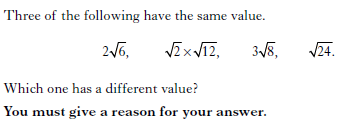 Three of the following have the same value.
2√6, √2×√12, 3√8, √24.
Which one has a different value?
You must give a reason for your answer.